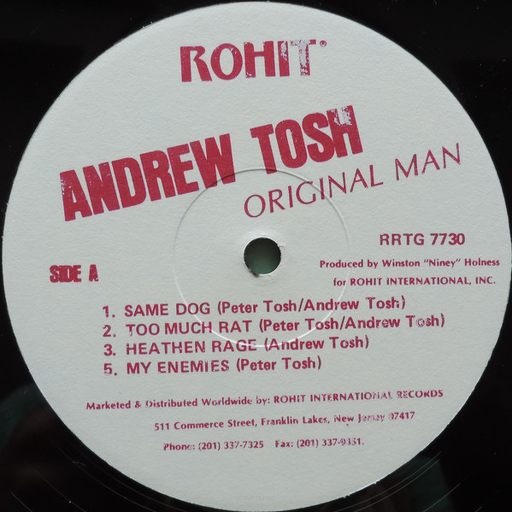 ROHIT®
ANDREW TOSH
ORIGINAL MAN
RRTG 7730
SIDE A
Produced by Winston "Niney" Holness
for ROHIT INTERNATIONAL, INC.
1. SAME DOG (Peter Tosh/Andrew Tosh)
2. TOO MUCH RAT (Peter Tosh/Andrew Tosh)
3. HEATHEN RAGE (Andrew Tosh)
5. MY ENEMIES (Peter Tosh)
Marketed & Distributed Worldwide by: ROHIT INTERNATIONAL RECORDS
511 Commerce Street, Franklin Lakes, New Jersey 07417
Phone: (201) 337-7325 Fax: (201)